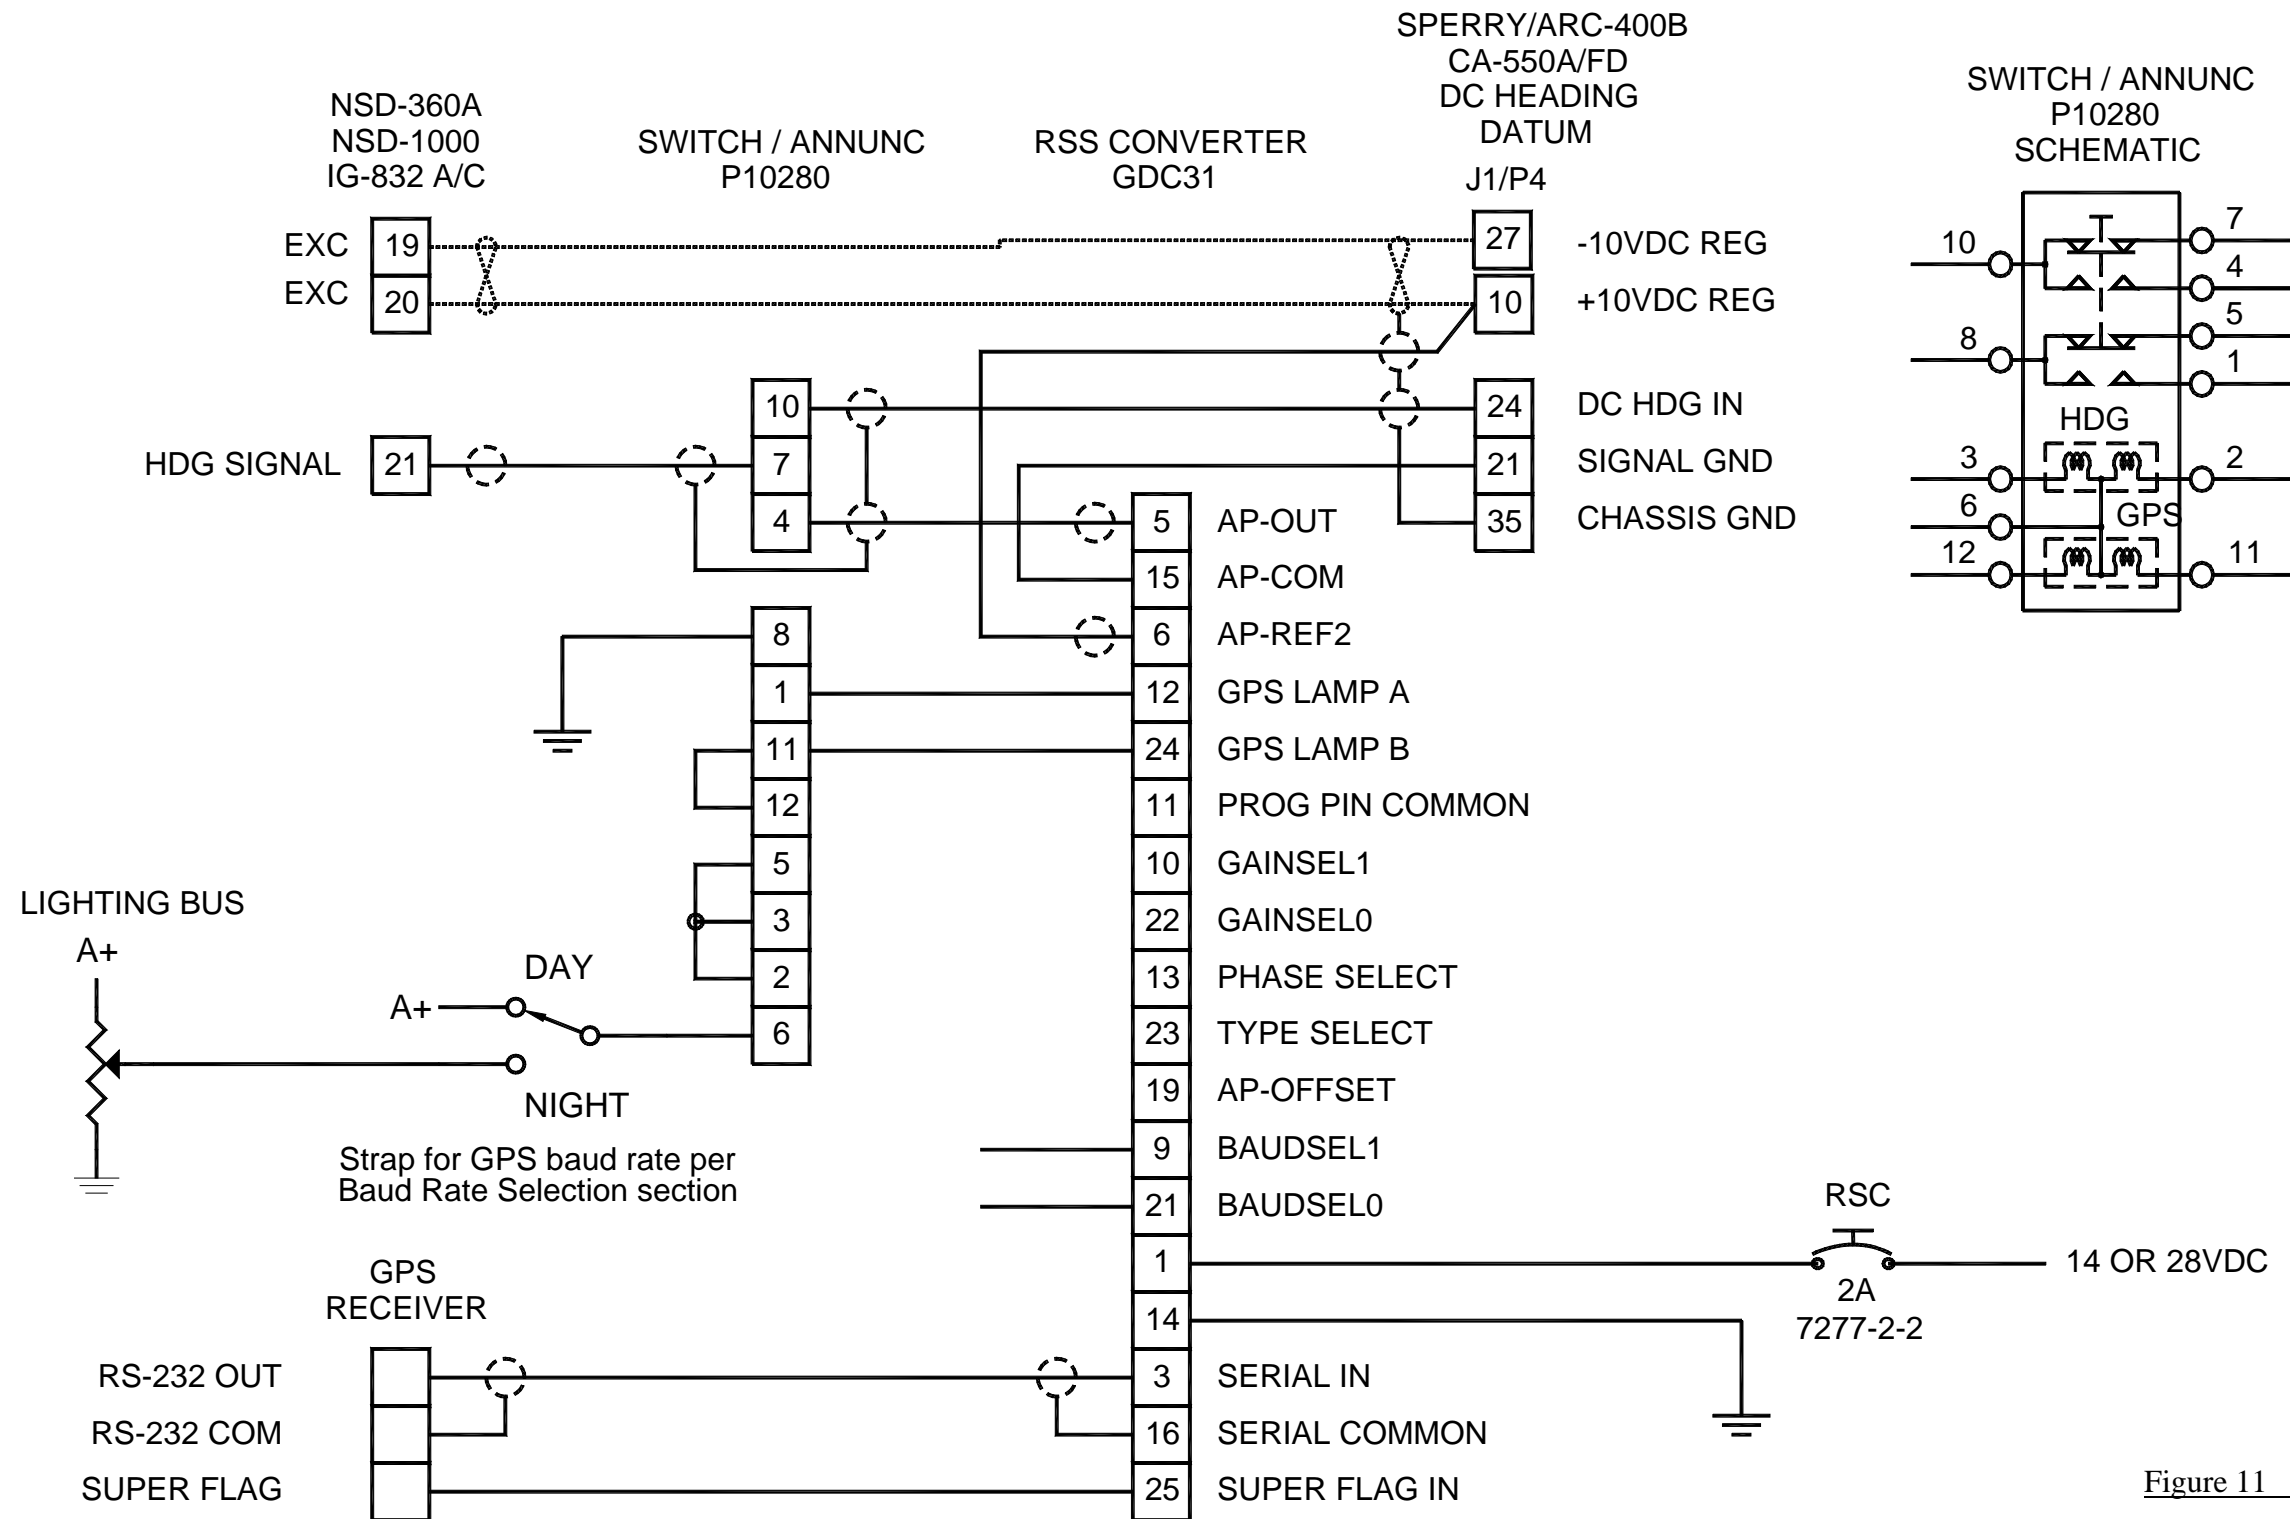 SPERRY/ARC-400B
CA-550A/FD
DC HEADING
DATUM
J1/P4
NSD-360A
NSD-1000
IG-832 A/C
SWITCH / ANNUNC
P10280
RSS CONVERTER
GDC31
SWITCH / ANNUNC
P10280
SCHEMATIC
EXC 19
27 -10VDC REG
EXC 20
10 +10VDC REG
10
24 DC HDG IN
HDG SIGNAL 21
7
21 SIGNAL GND
4
5 AP-OUT
35 CHASSIS GND
15 AP-COM
8
6 AP-REF2
1
12 GPS LAMP A
11
24 GPS LAMP B
12
11 PROG PIN COMMON
5
10 GAINSEL1
3
22 GAINSEL0
2
13 PHASE SELECT
6
23 TYPE SELECT
19 AP-OFFSET
9 BAUDSEL1
21 BAUDSEL0
1
14
3 SERIAL IN
16 SERIAL COMMON
25 SUPER FLAG IN
10
7
4
8
5
1
HDG
3
2
6
GPS
12
11
LIGHTING BUS
A+
DAY
A+
NIGHT
Strap for GPS baud rate per
Baud Rate Selection section
GPS
RECEIVER
RS-232 OUT
RS-232 COM
SUPER FLAG
RSC
14 OR 28VDC
2A
7277-2-2
Figure 11